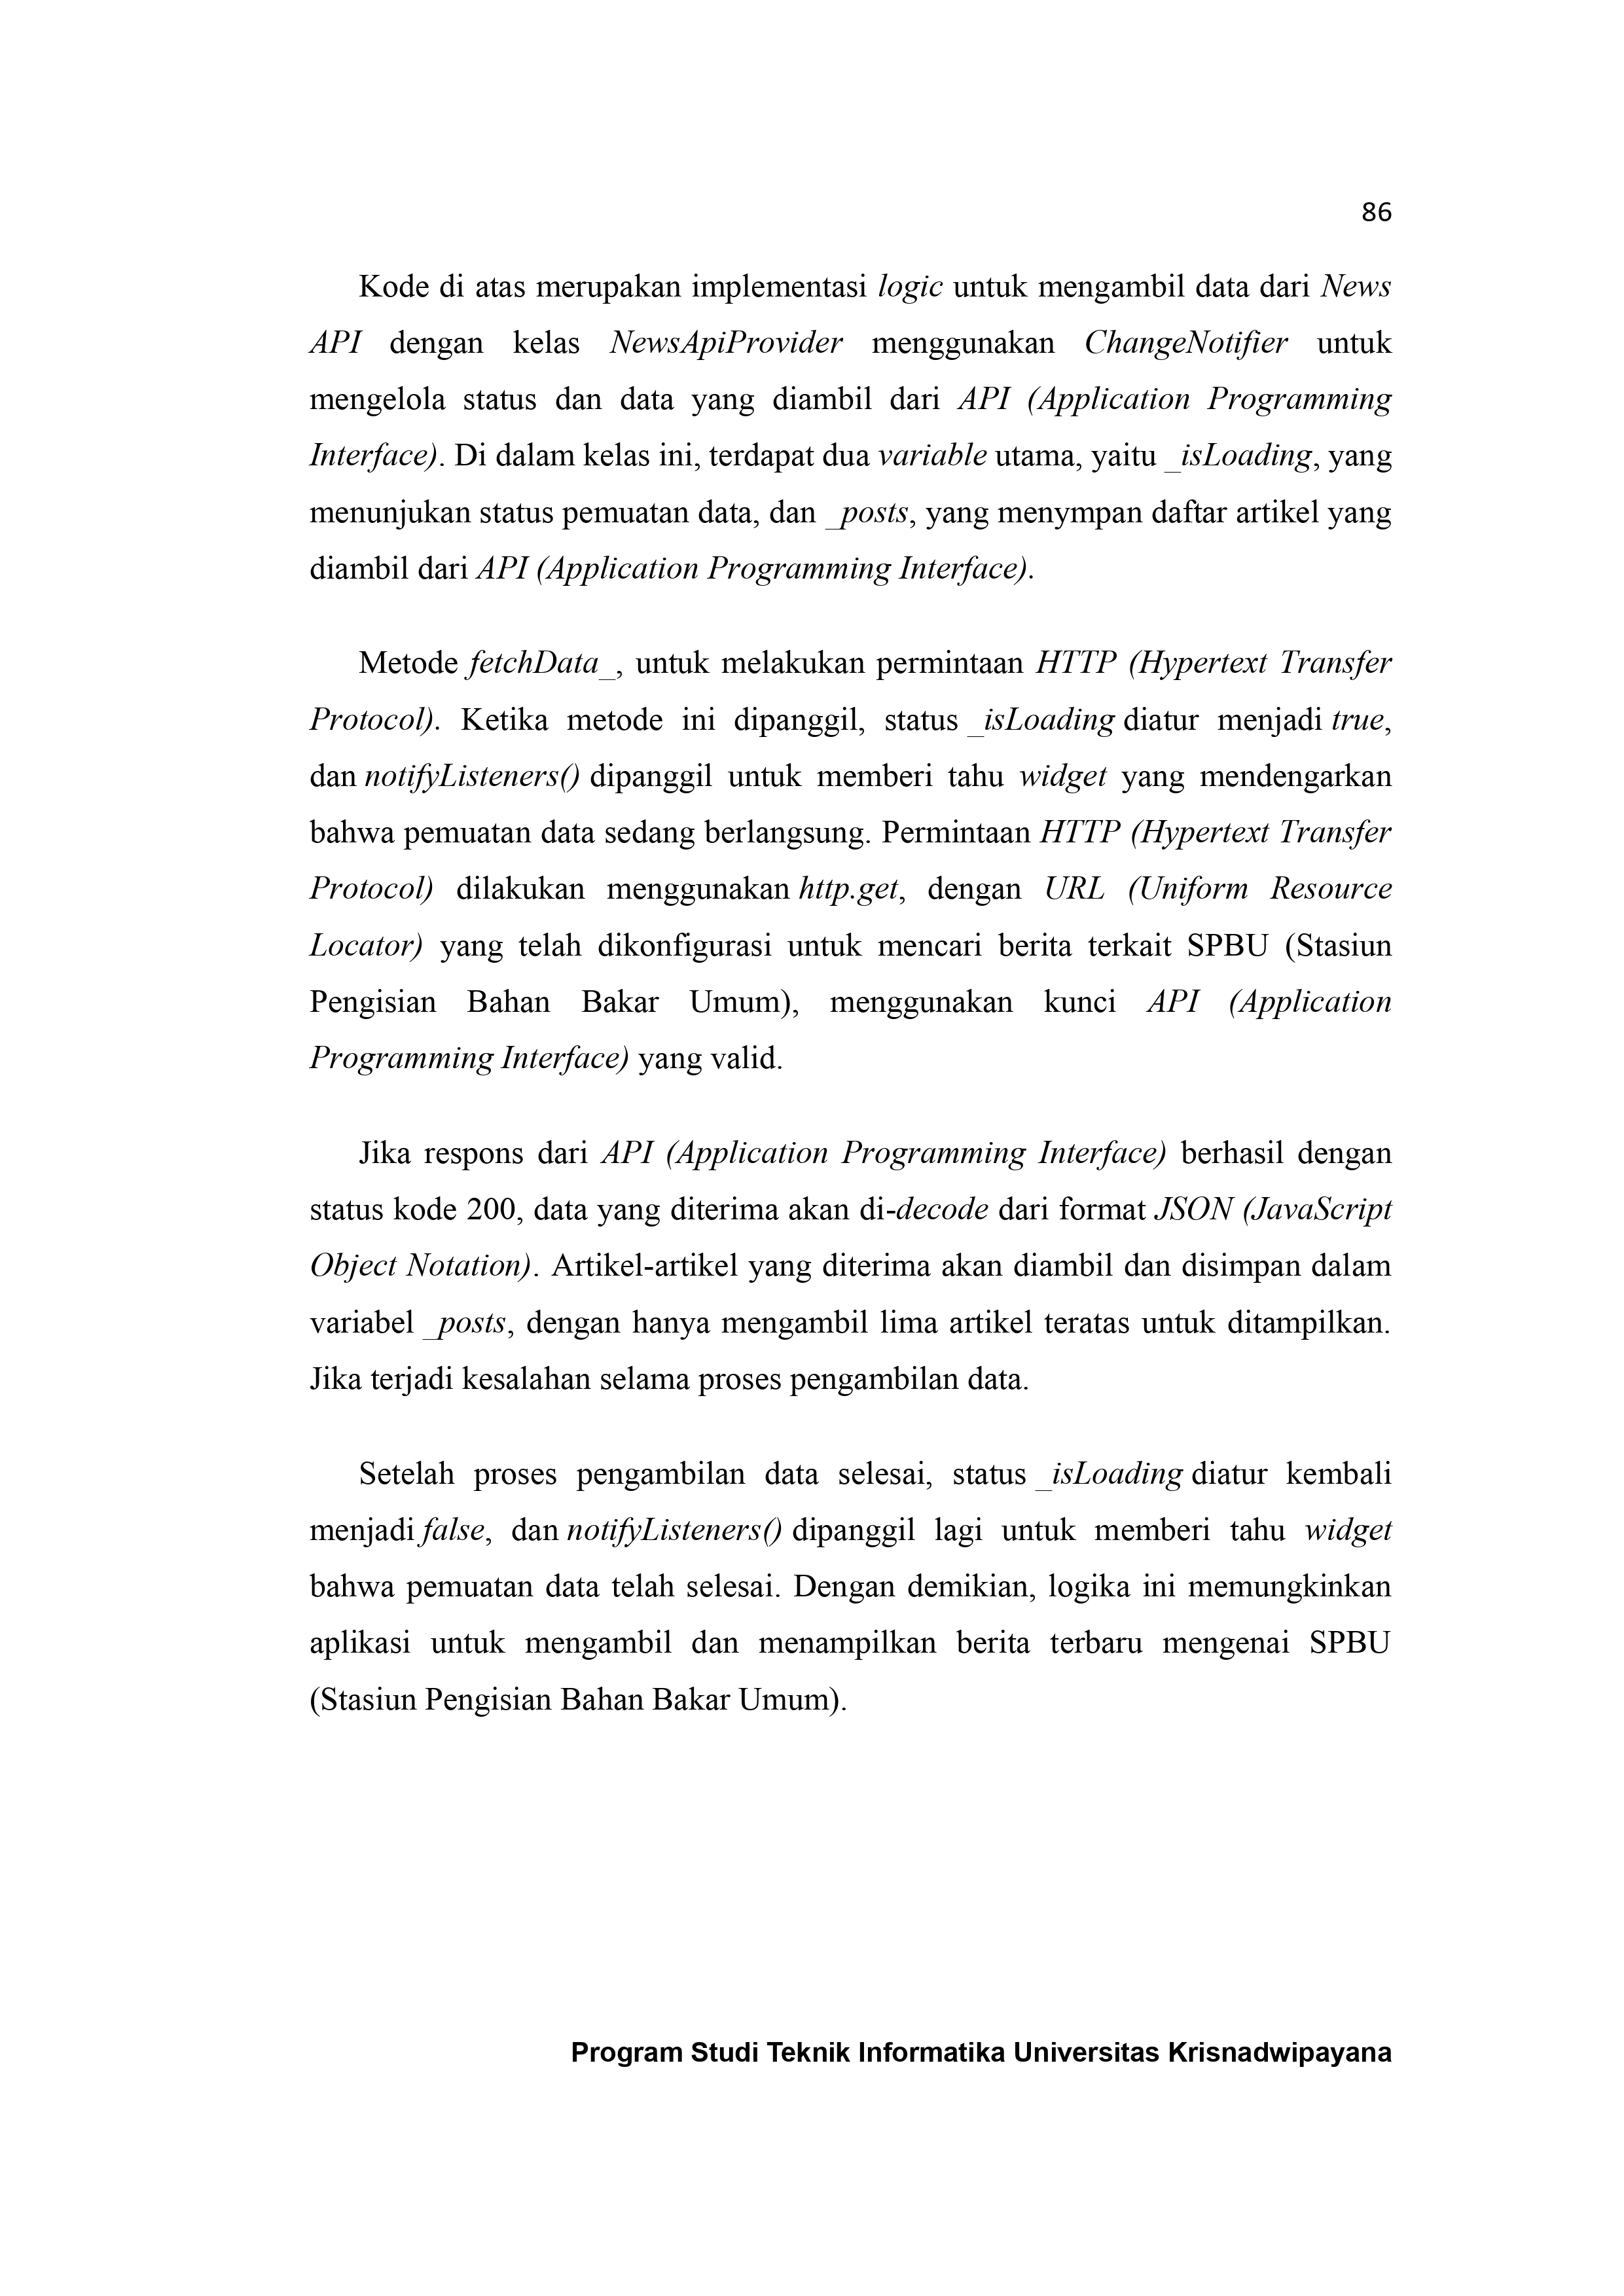 86
Kode di atas merupakan implementasi logic untuk mengambil data dari News
API dengan kelas NewsApiProvider menggunakan ChangeNotifier untuk
mengelola status dan data yang diambil dari API (Application Programming
Interface). Di dalam kelas ini, terdapat dua variable utama, yaitu _isLoading, yang
menunjukan status pemuatan data, dan _posts, yang menympan daftar artikel yang
diambil dari API (Application Programming Interface).
Metode fetchData_, untuk melakukan permintaan HTTP (Hypertext Transfer
Protocol). Ketika metode ini dipanggil, status _isLoading diatur menjadi true,
dan notifyListeners() dipanggil untuk memberi tahu widget yang mendengarkan
bahwa pemuatan data sedang berlangsung. Permintaan HTTP (Hypertext Transfer
Protocol) dilakukan menggunakan http.get, dengan URL (Uniform Resource
Locator) yang telah dikonfigurasi untuk mencari berita terkait SPBU (Stasiun
Pengisian Bahan Bakar Umum), menggunakan kunci API (Application
Programming Interface) yang valid.
Jika respons dari API (Application Programming Interface) berhasil dengan
status kode 200, data yang diterima akan di-decode dari format JSON (JavaScript
Object Notation). Artikel-artikel yang diterima akan diambil dan disimpan dalam
variabel _posts, dengan hanya mengambil lima artikel teratas untuk ditampilkan.
Jika terjadi kesalahan selama proses pengambilan data.
Setelah proses pengambilan data selesai, status _isLoading diatur kembali
menjadi false, dan notifyListeners() dipanggil lagi untuk memberi tahu widget
bahwa pemuatan data telah selesai. Dengan demikian, logika ini memungkinkan
aplikasi untuk mengambil dan menampilkan berita terbaru mengenai SPBU
(Stasiun Pengisian Bahan Bakar Umum).
Program Studi Teknik Informatika Universitas Krisnadwipayana